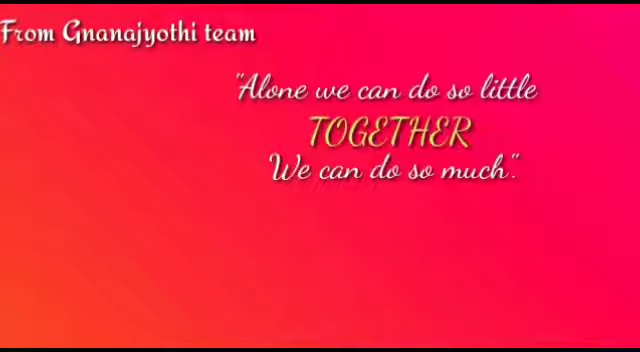 From Gnanajyothi team
"Alone we can do so little
TOGETHER
We can do so much".